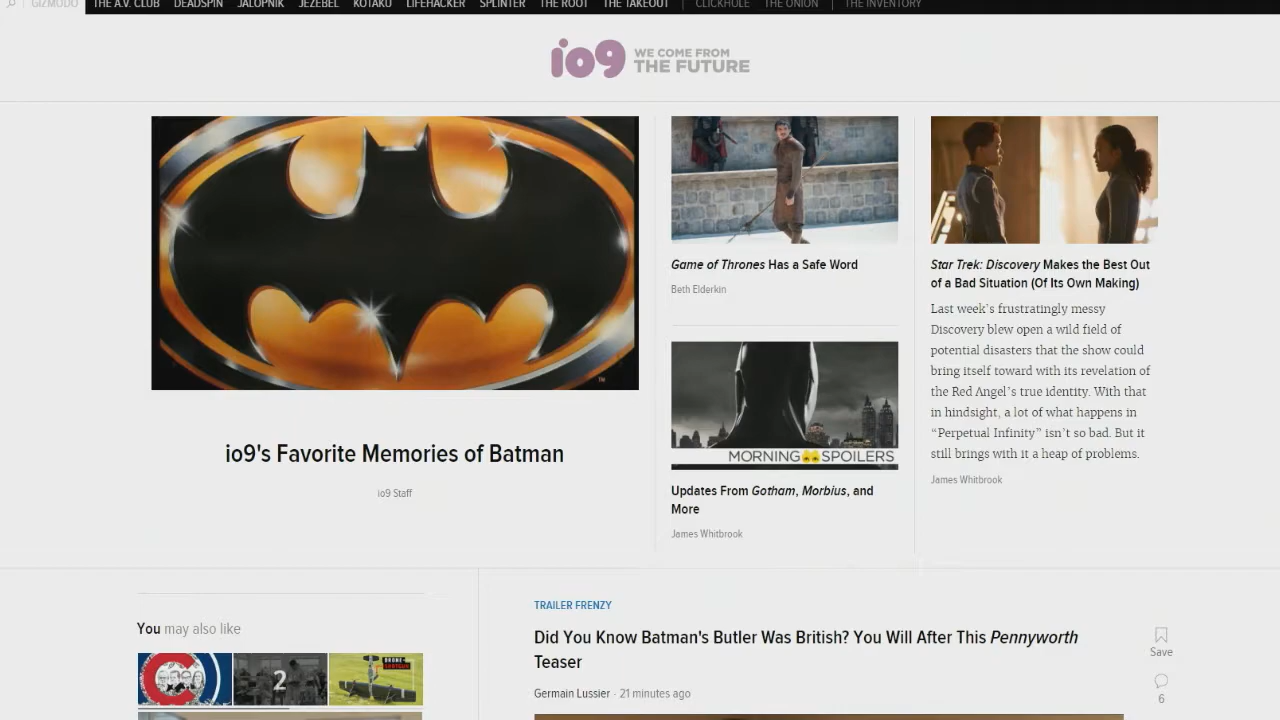 GIZMODO THE A.V. CLUB DEADSPIN JALOPNIK JEZEBEL KOTAKU LIFEHACKER SPLINTER THE ROOT THE TAKEOUT CLICKHOLE THE ONION THE INVENTORY
io9 WE COME FROM
THE FUTURE
TM
io9's Favorite Memories of Batman
io9 Staff
Game of Thrones Has a Safe Word
Beth Elderkin
MORNING SPOILERS
Updates From Gotham, Morbius, and
More
James Whitbrook
Star Trek: Discovery Makes the Best Out
of a Bad Situation (Of Its Own Making)
Last week's frustratingly messy
Discovery blew open a wild field of
potential disasters that the show could
bring itself toward with its revelation of
the Red Angel's true identity. With that
in hindsight, a lot of what happens in
“Perpetual Infinity” isn't so bad. But it
still brings with it a heap of problems.
James Whitbrook
You may also like
2
TRAILER FRENZY
Did You Know Batman's Butler Was British? You Will After This Pennyworth
Teaser
Germain Lussier · 21 minutes ago
Save
6